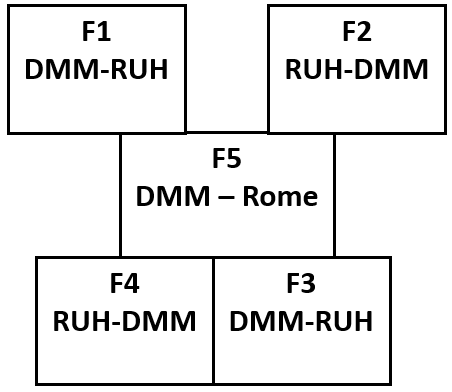 F1
DMM-RUH
F2
RUH-DMM
F5
DMM – Rome
F4
RUH-DMM
F3
DMM-RUH